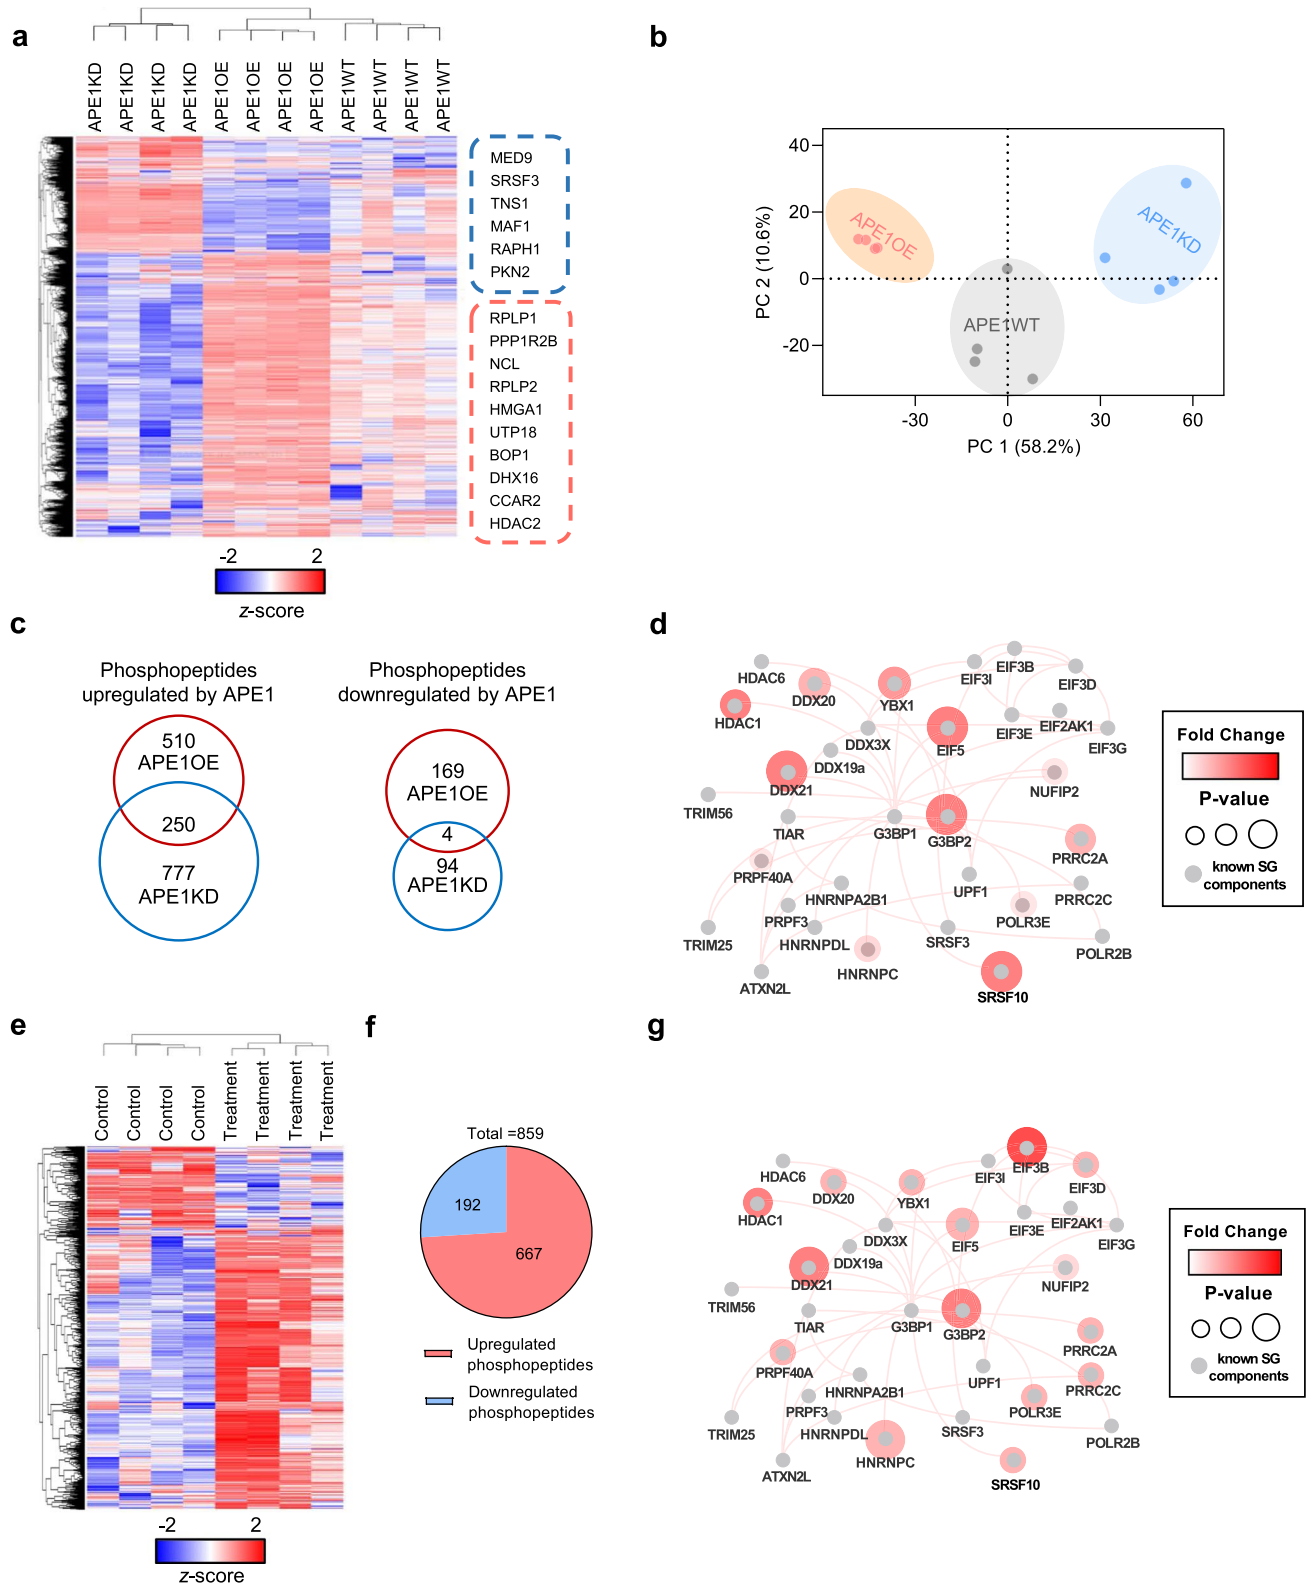 a
APE1KD
APE1KD
APE1KD
APE1KD
APE1OE
APE1OE
APE1OE
APE1OE
APE1WT
APE1WT
APE1WT
APE1WT
MED9
SRSF3
TNS1
MAF1
RAPH1
PKN2
RPLP1
PPP1R2B
NCL
RPLP2
HMGA1
UTP18
BOP1
DHX16
CCAR2
HDAC2
-2 2
z-score
b
PC 2 (10.6%)
40
20
0
-20
APE1OE
APE1WT
APE1KD
-30 0 30 60
PC 1 (58.2%)
c
Phosphopeptides
upregulated by APE1
510
APE1OE
250
777
APE1KD
Phosphopeptides
downregulated by APE1
169
APE1OE
4
94
APE1KD
d
HDAC6
DDX20
YBX1
EIF3I
EIF3B
EIF3D
HDAC1
DDX3X
EIF5
EIF3E
EIF2AK1
EIF3G
DDX19a
DDX21
NUFIP2
TRIM56
TIAR
G3BP1
G3BP2
PRRC2A
PRPF40A
HNRNPA2B1
UPF1
PRRC2C
PRPF3
POLR3E
TRIM25
HNRNPDL
SRSF3
POLR2B
HNRNPC
ATXN2L
SRSF10
Fold Change
P-value
known SG
components
e
Control
Control
Control
Control
Treatment
Treatment
Treatment
Treatment
-2 2
z-score
f
Total =859
192
667
Upregulated
phosphopeptides
Downregulated
phosphopeptides
g
HDAC6
DDX20
YBX1
EIF3I
EIF3B
EIF3D
HDAC1
DDX3X
EIF5
EIF3E
EIF2AK1
EIF3G
DDX19a
DDX21
NUFIP2
TRIM56
TIAR
G3BP1
G3BP2
PRRC2A
PRPF40A
HNRNPA2B1
UPF1
PRRC2C
PRPF3
POLR3E
TRIM25
HNRNPDL
SRSF3
POLR2B
HNRNPC
ATXN2L
SRSF10
Fold Change
P-value
known SG
components